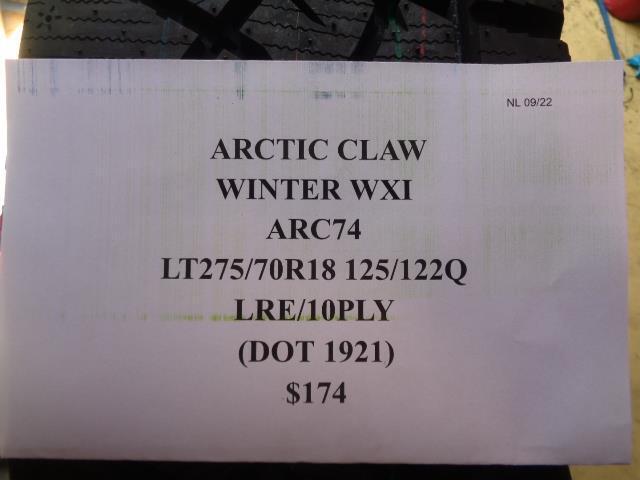 NL 09/22
ARCTIC CLAW
WINTER WXI
ARC74
LT275/70R18 125/122Q
LRE/10PLY
(DOT 1921)
$174